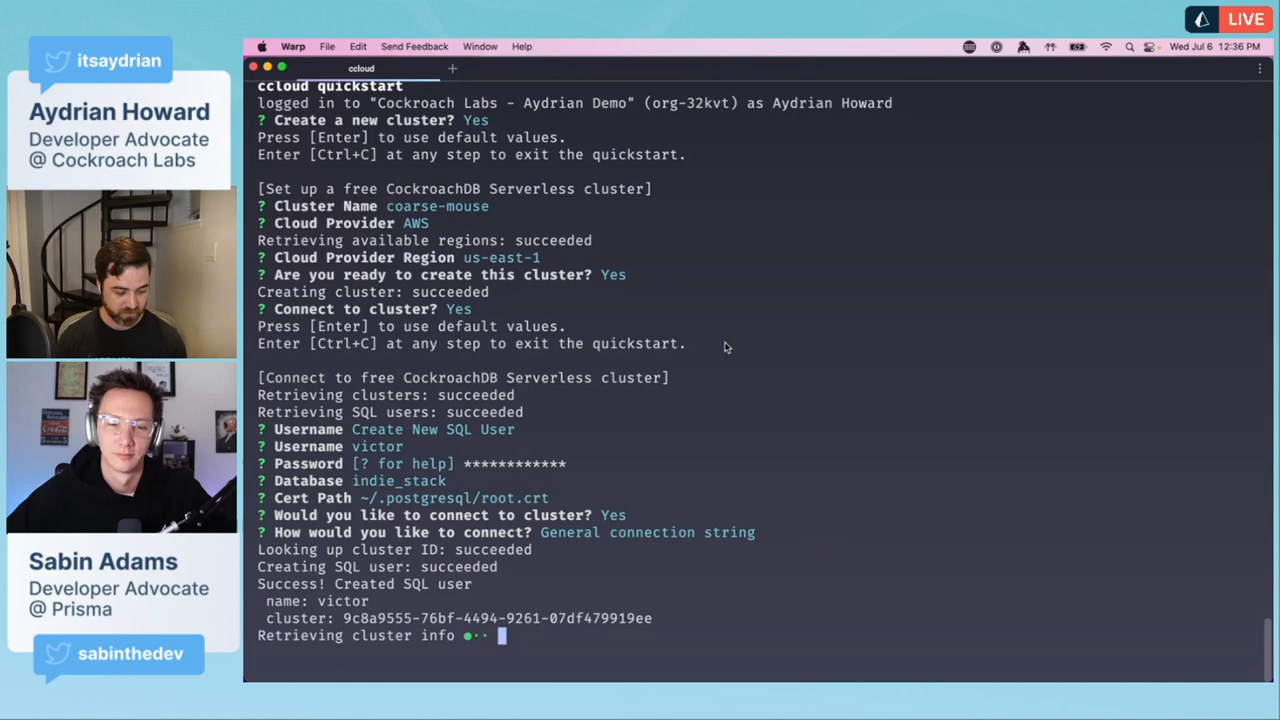 LIVE
itsaydrian
Aydrian Howard
Developer Advocate
@ Cockroach Labs
Sabin Adams
Developer Advocate
@ Prisma
sabinthedev
Warp File Edit Send Feedback Window Help
Wed Jul 6 12:36 PM
ccloud
ccloud quickstart
logged in to "Cockroach Labs - Aydrian Demo" (org-32kvt) as Aydrian Howard
? Create a new cluster? Yes
Press [Enter] to use default values.
Enter [Ctrl+C] at any step to exit the quickstart.
[Set up a free CockroachDB Serverless cluster]
? Cluster Name coarse-mouse
? Cloud Provider AWS
Retrieving available regions: succeeded
? Cloud Provider Region us-east-1
? Are you ready to create this cluster? Yes
Creating cluster: succeeded
? Connect to cluster? Yes
Press [Enter] to use default values.
Enter [Ctrl+C] at any step to exit the quickstart.
[Connect to free CockroachDB Serverless cluster]
Retrieving clusters: succeeded
Retrieving SQL users: succeeded
? Username Create New SQL User
? Username victor
? Password [? for help] ************
? Database indie_stack
? Cert Path ~/.postgresql/root.crt
? Would you like to connect to cluster? Yes
? How would you like to connect? General connection string
Looking up cluster ID: succeeded
Creating SQL user: succeeded
Success! Created SQL user
name: victor
cluster: 9c8a9555-76bf-4494-9261-07df479919ee
Retrieving cluster info